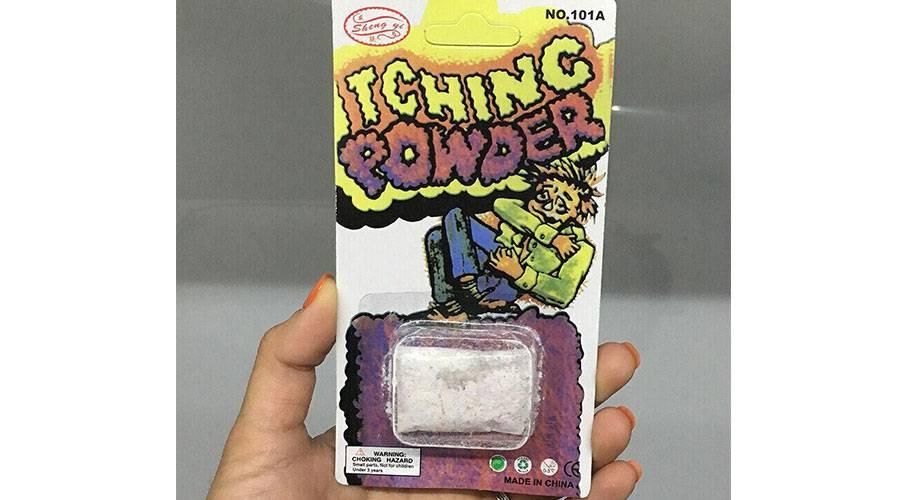 Sheng yi
NO.101A
ITCHING
POWDER
WARNING:
CHOKING HAZARD
Small parts. Not for children
Under 3 years
CE
MADE IN CHINA